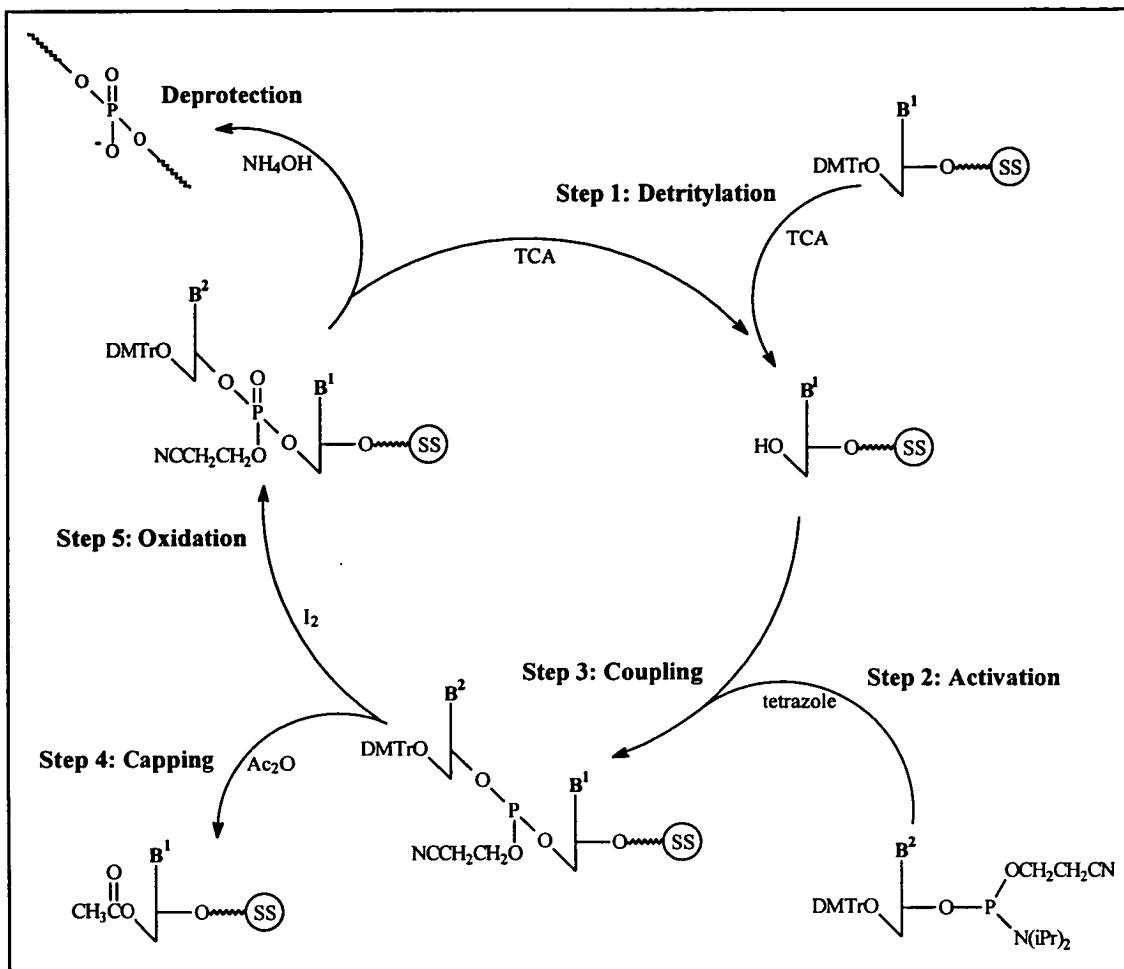 Deprotection
O
O
P
-
O
O
NH₄OH
B¹
DMTrO
O
SS
Step 1: Detritylation
TCA
TCA
B²
DMTrO
O
O
P
O
NCCH₂CH₂O
B¹
O
SS
B¹
HO
O
SS
Step 5: Oxidation
I₂
Step 3: Coupling
Step 2: Activation
tetrazole
Step 4: Capping
Ac₂O
B²
DMTrO
O
P
O
NCCH₂CH₂O
B¹
O
SS
O
CH₃CO
B¹
O
SS
B²
DMTrO
O
P
OCH₂CH₂CN
N(iPr)₂